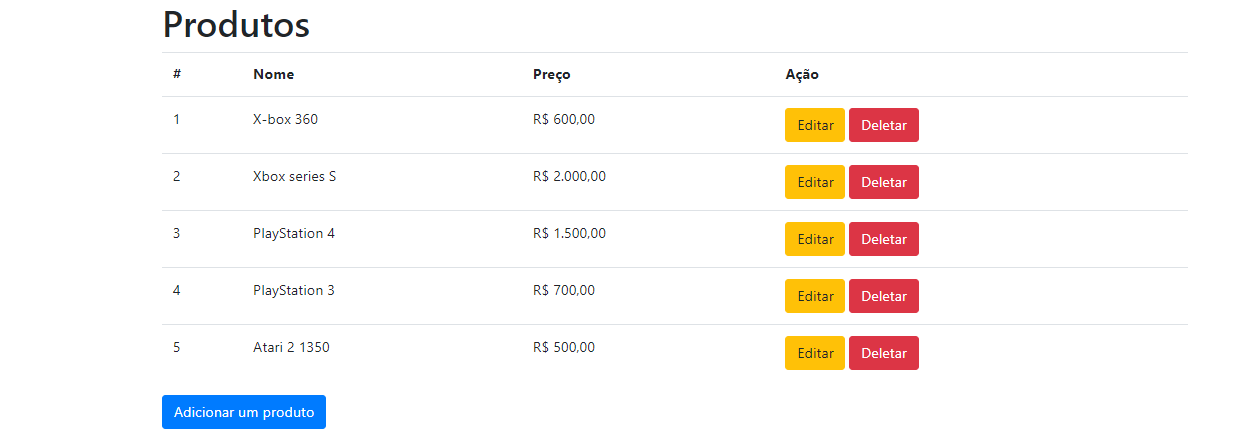 Produtos
# Nome Preço Ação
1 X-box 360 R$ 600,00 Editar Deletar
2 Xbox series S R$ 2.000,00 Editar Deletar
3 PlayStation 4 R$ 1.500,00 Editar Deletar
4 PlayStation 3 R$ 700,00 Editar Deletar
5 Atari 2 1350 R$ 500,00 Editar Deletar
Adicionar um produto